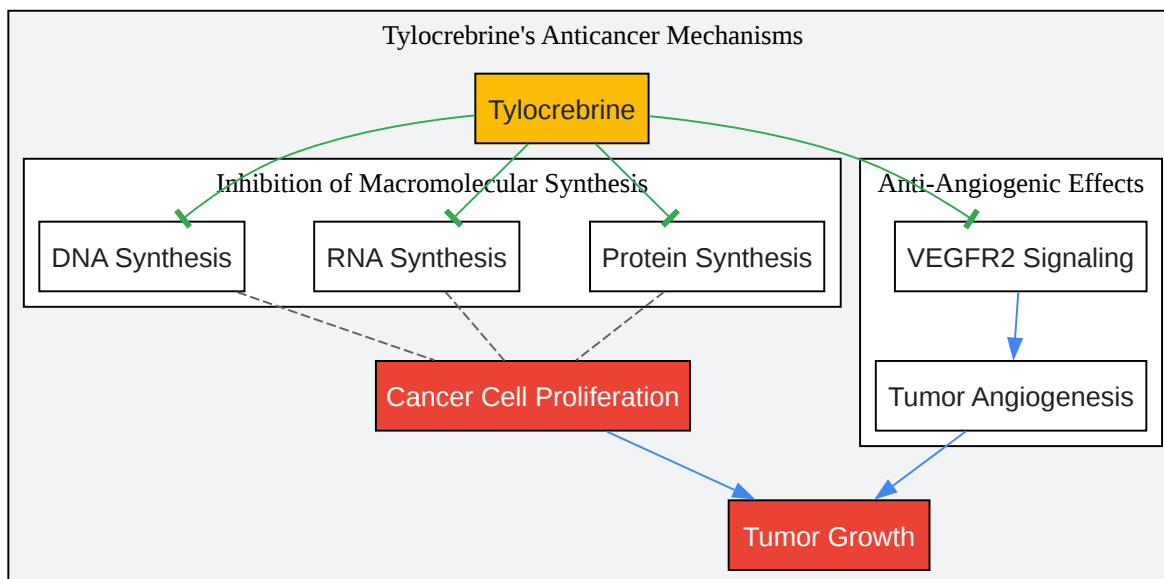 Tylocrebrine's Anticancer Mechanisms
Tylocrebrine
Inhibition of Macromolecular Synthesis
Anti-Angiogenic Effects
DNA Synthesis
RNA Synthesis
Protein Synthesis
VEGFR2 Signaling
Cancer Cell Proliferation
Tumor Angiogenesis
Tumor Growth